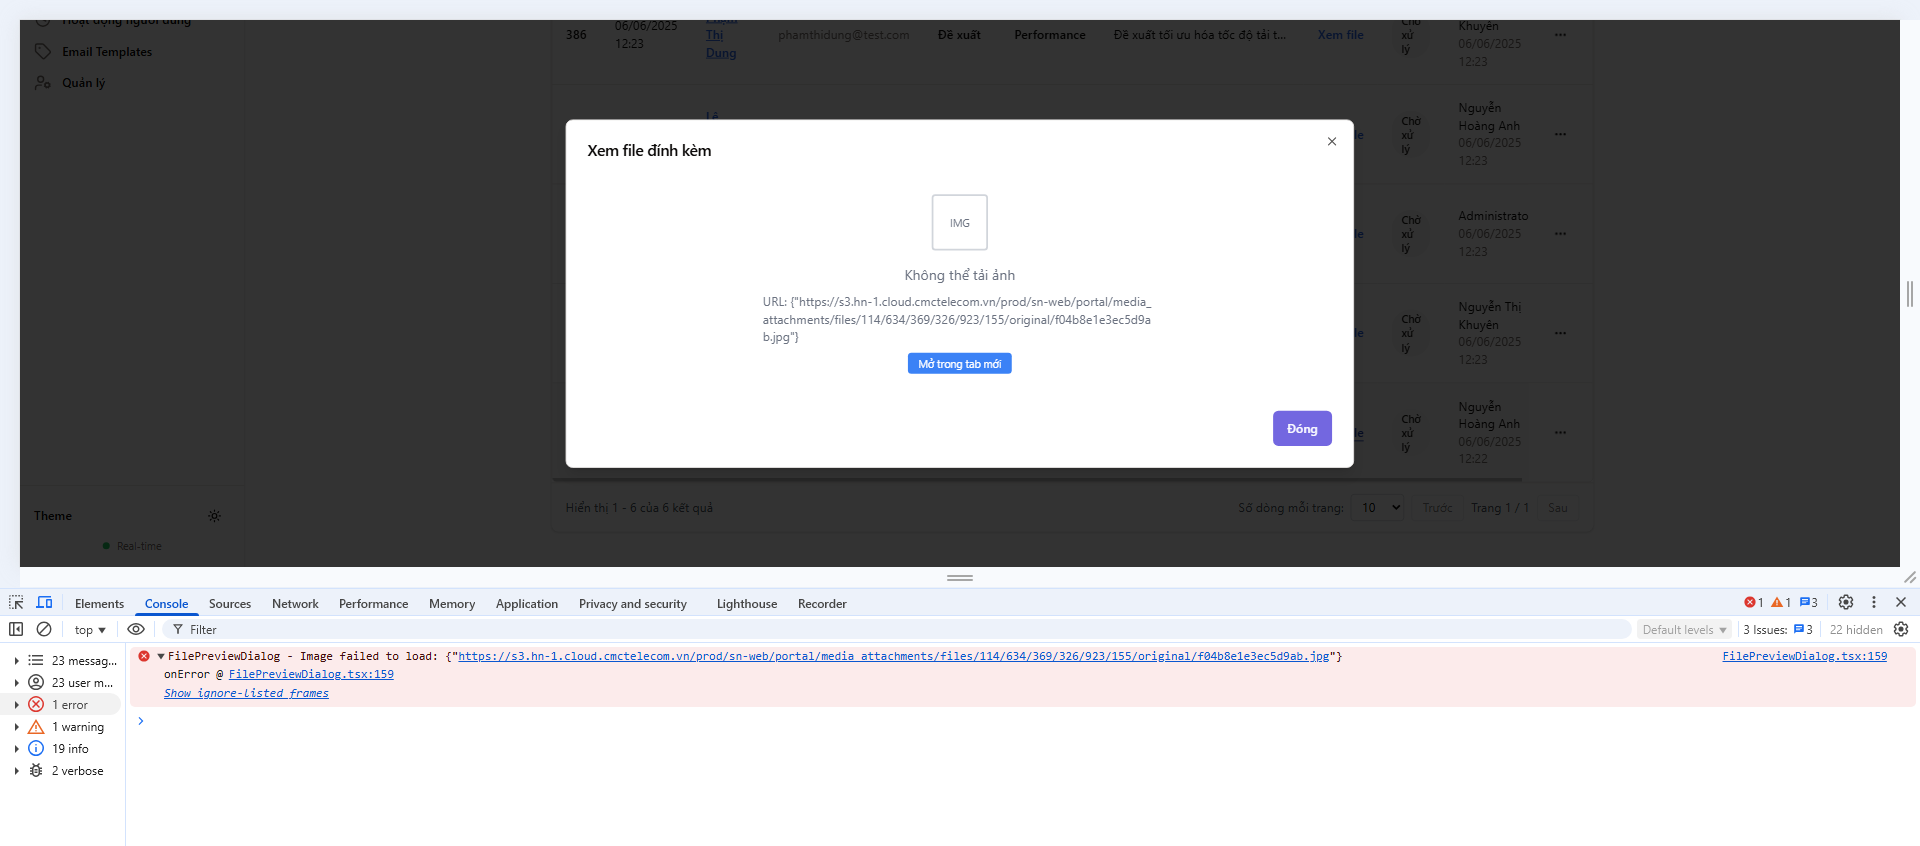 Hoạt động người dùng
Email Templates
Quản lý
386
06/06/2025
12:23
Phạm
Thị
Dung
phamthidung@test.com
Đề xuất
Performance
Đề xuất tối ưu hóa tốc độ tải t...
Xem file
Chờ
xử
lý
Khuyên
06/06/2025
12:23
Lê
le
Chờ
xử
lý
Nguyễn
Hoàng Anh
06/06/2025
12:23
le
Chờ
xử
lý
Administrato
06/06/2025
12:23
le
Chờ
xử
lý
Nguyễn Thị
Khuyên
06/06/2025
12:23
le
Chờ
xử
lý
Nguyễn
Hoàng Anh
06/06/2025
12:22
Xem file đính kèm
IMG
Không thể tải ảnh
URL: {"https://s3.hn-1.cloud.cmctelecom.vn/prod/sn-web/portal/media_
attachments/files/114/634/369/326/923/155/original/f04b8e1e3ec5d9a
b.jpg"}
Mở trong tab mới
Đóng
Hiển thị 1 - 6 của 6 kết quả
Số dòng mỗi trang: 10 Trước Trang 1 / 1 Sau
Theme
Real-time
Elements Console Sources Network Performance Memory Application Privacy and security Lighthouse Recorder 1 1 3
top Filter Default levels 3 Issues: 3 22 hidden
23 messag...
23 user m...
1 error
1 warning
19 info
2 verbose
FilePreviewDialog - Image failed to load: {"https://s3.hn-1.cloud.cmctelecom.vn/prod/sn-web/portal/media_attachments/files/114/634/369/326/923/155/original/f04b8e1e3ec5d9ab.jpg"} FilePreviewDialog.tsx:159
onError @ FilePreviewDialog.tsx:159
Show ignore-listed frames